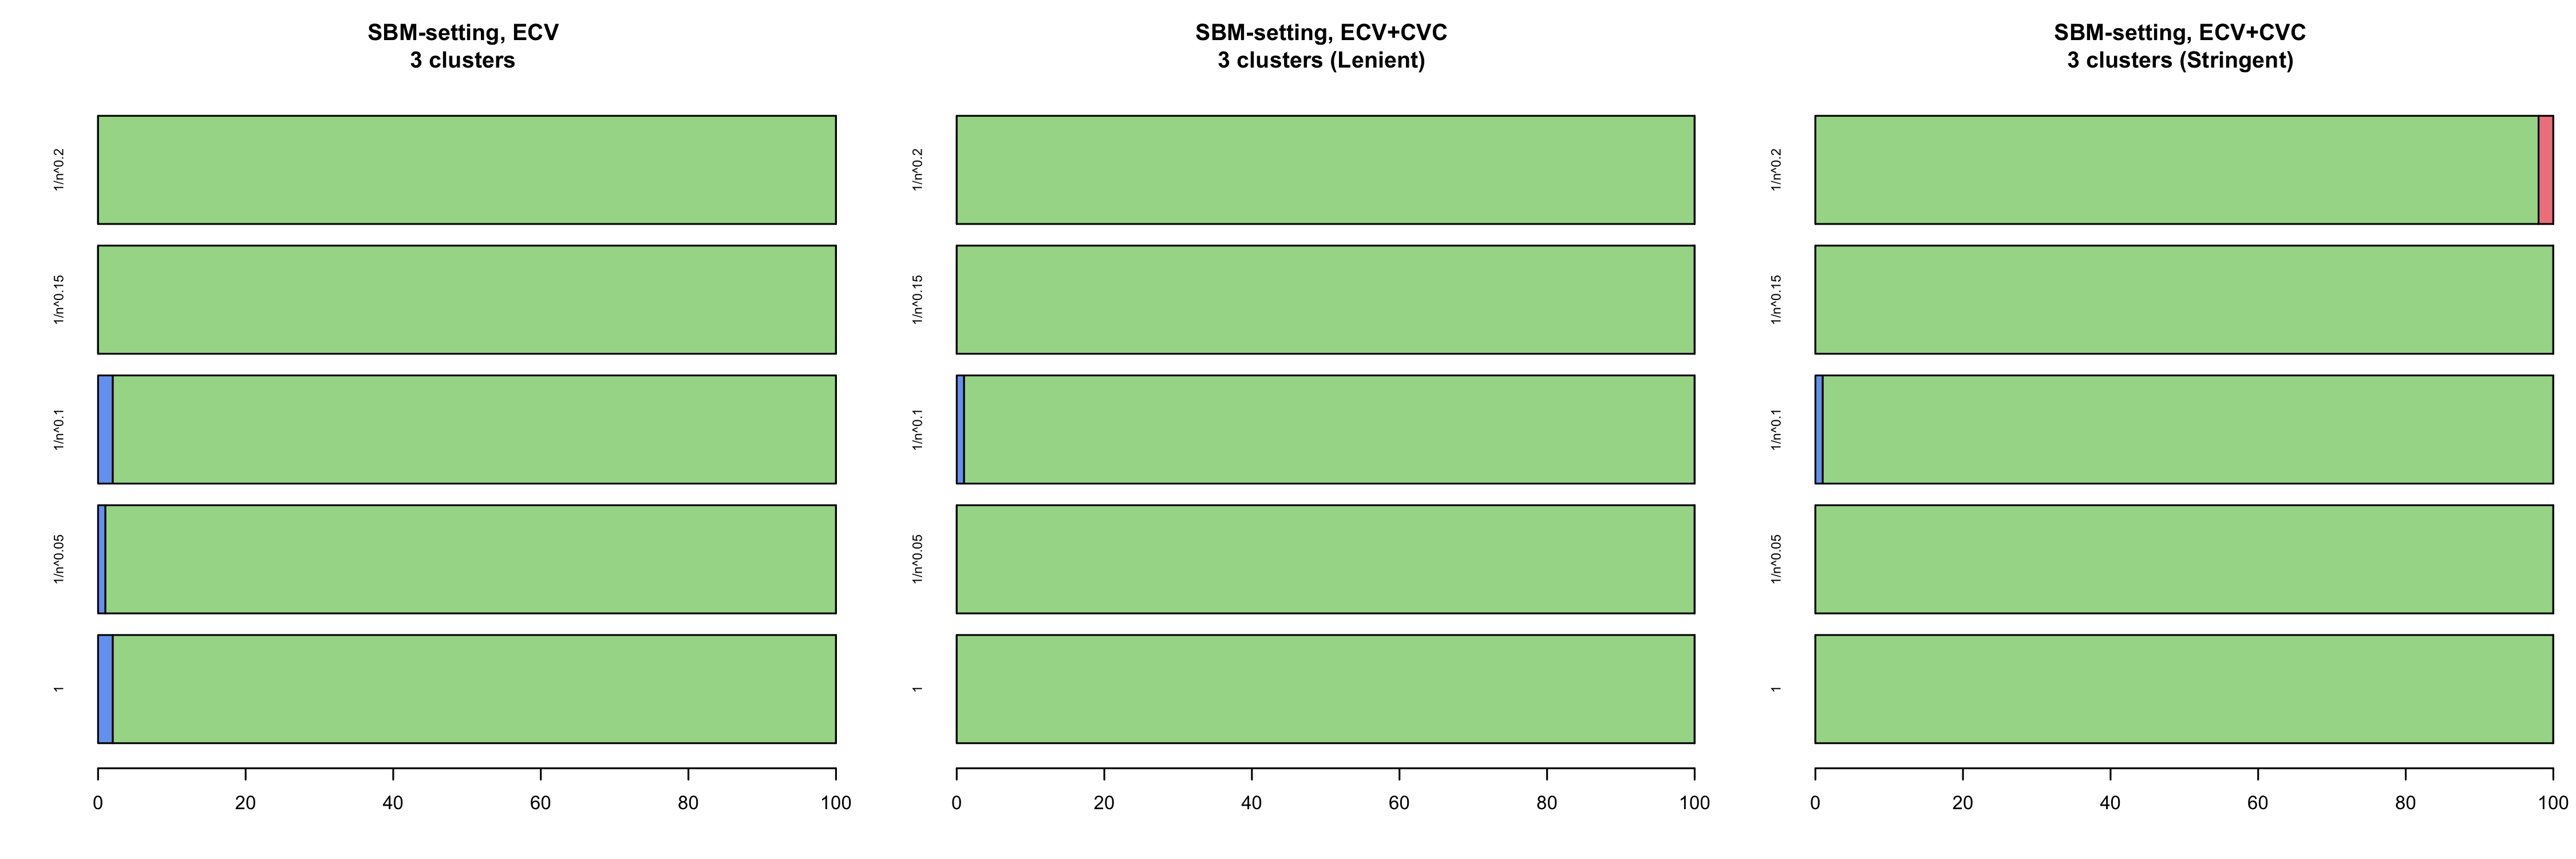 SBM-setting, ECV
3 clusters
1/n^0.2
1/n^0.15
1/n^0.1
1/n^0.05
1
0 20 40 60 80 100
SBM-setting, ECV+CVC
3 clusters (Lenient)
1/n^0.2
1/n^0.15
1/n^0.1
1/n^0.05
1
0 20 40 60 80 100
SBM-setting, ECV+CVC
3 clusters (Stringent)
1/n^0.2
1/n^0.15
1/n^0.1
1/n^0.05
1
0 20 40 60 80 100